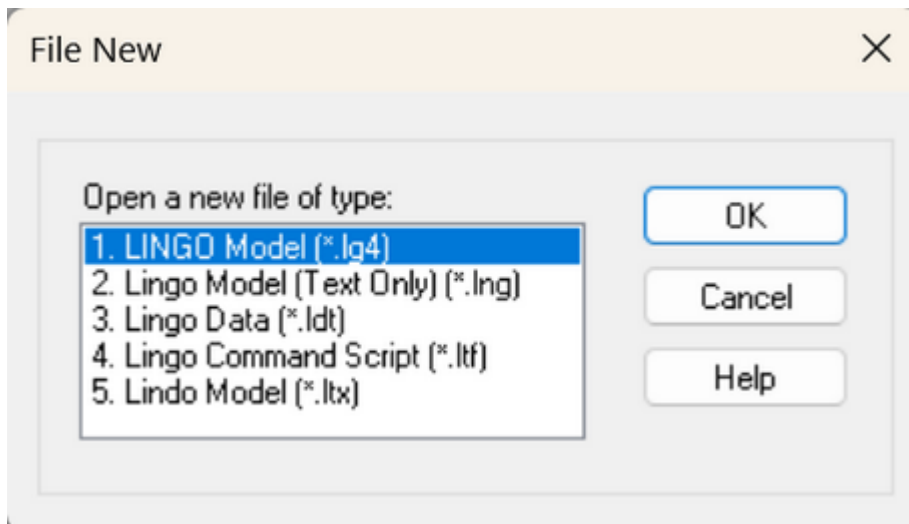 File New
Open a new file of type:
1. LINGO Model (*.lg4)
2. Lingo Model (Text Only) (*.lng)
3. Lingo Data (*.ldt)
4. Lingo Command Script (*.ltf)
5. Lindo Model (*.ltx)
OK
Cancel
Help